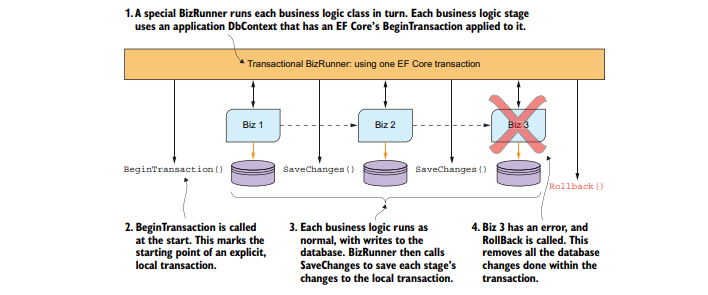 1. A special BizRunner runs each business logic class in turn. Each business logic stage
uses an application DbContext that has an EF Core's BeginTransaction applied to it.
Transactional BizRunner: using one EF Core transaction
Biz 1
Biz 2
Biz 3
BeginTransaction()
SaveChanges()
SaveChanges()
Rollback()
2. BeginTransaction is called
at the start. This marks the
starting point of an explicit,
local transaction.
3. Each business logic runs as
normal, with writes to the
database. BizRunner then calls
SaveChanges to save each stage's
changes to the local transaction.
4. Biz 3 has an error, and
RollBack is called. This
removes all the database
changes done within the
transaction.